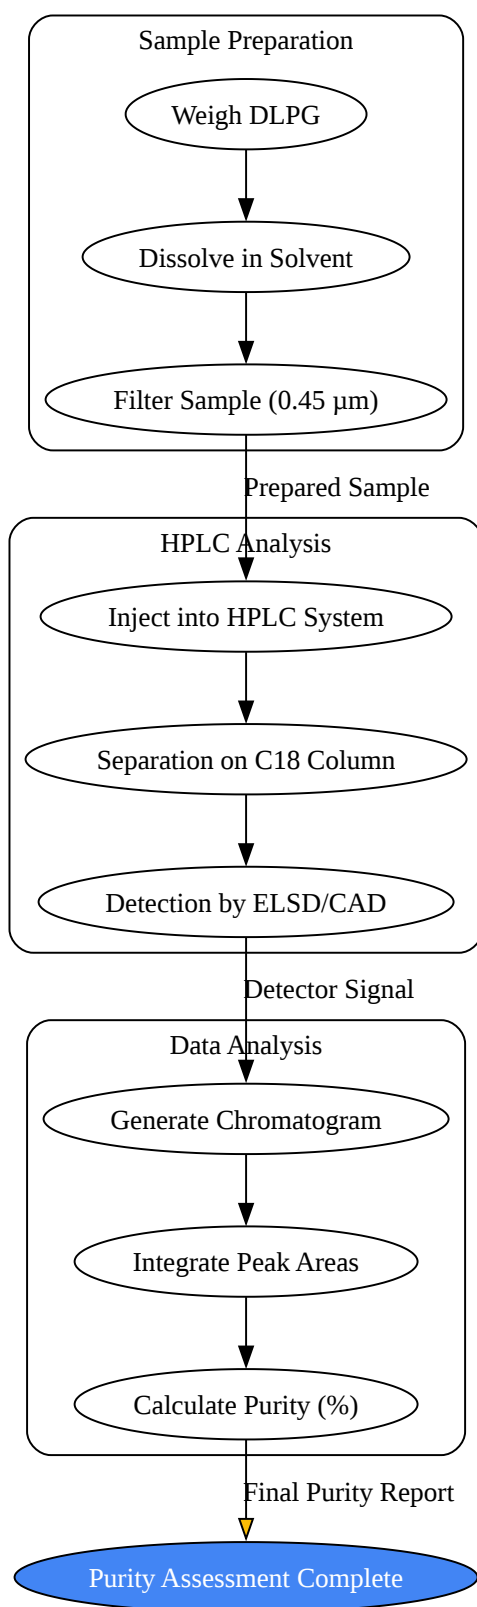 Sample Preparation
Weigh DLPG
Dissolve in Solvent
Filter Sample (0.45 µm)
Prepared Sample
HPLC Analysis
Inject into HPLC System
Separation on C18 Column
Detection by ELSD/CAD
Detector Signal
Data Analysis
Generate Chromatogram
Integrate Peak Areas
Calculate Purity (%)
Final Purity Report
Purity Assessment Complete